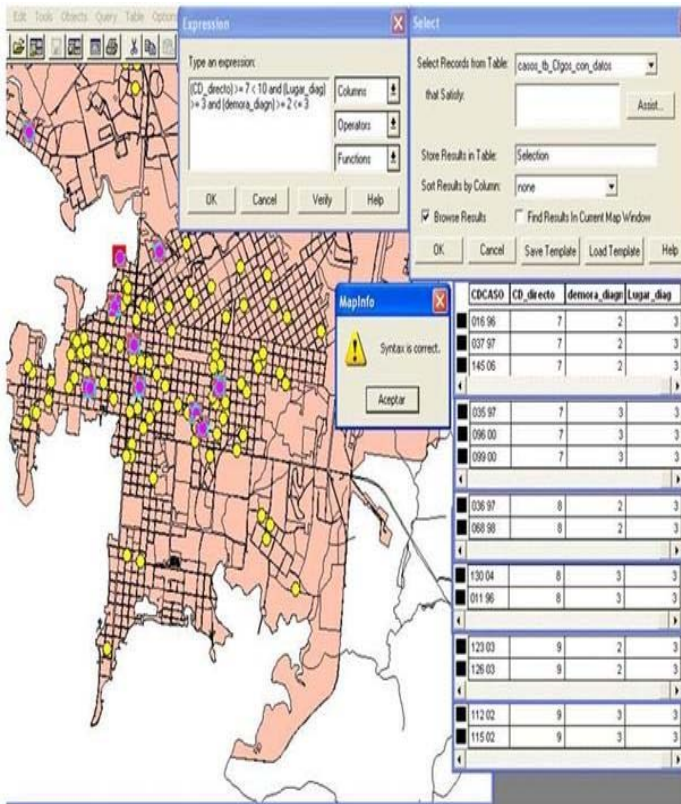 Edit Tools Objects Query Table Options
Expression
Type an expression:
(CD_directo) >= 7 < 10 and (Lugar_diag)
>= 3 and (demora_diagn) >= 2 <= 3
Columns
Operators
Functions
OK Cancel Verify Help
Select
Select Records from Table: casos_tb_Clgos_con_datos
that Satisfy:
Assist...
Store Results in Table: Selection
Sort Results by Column: none
Browse Results Find Results In Current Map Window
OK Cancel Save Template Load Template Help
MapInfo
Syntax is correct.
Aceptar
CDCASO CD_directo demora_diagn Lugar_diag
016 96 7 2 3
037 97 7 2 3
145 06 7 2 3
035 97 7 3 3
096 00 7 3 3
099 00 7 3 3
036 97 8 2 3
068 98 8 2 3
130 04 8 3 3
011 96 8 3 3
123 03 9 2 3
126 03 9 2 3
112 02 9 3 3
115 02 9 3 3